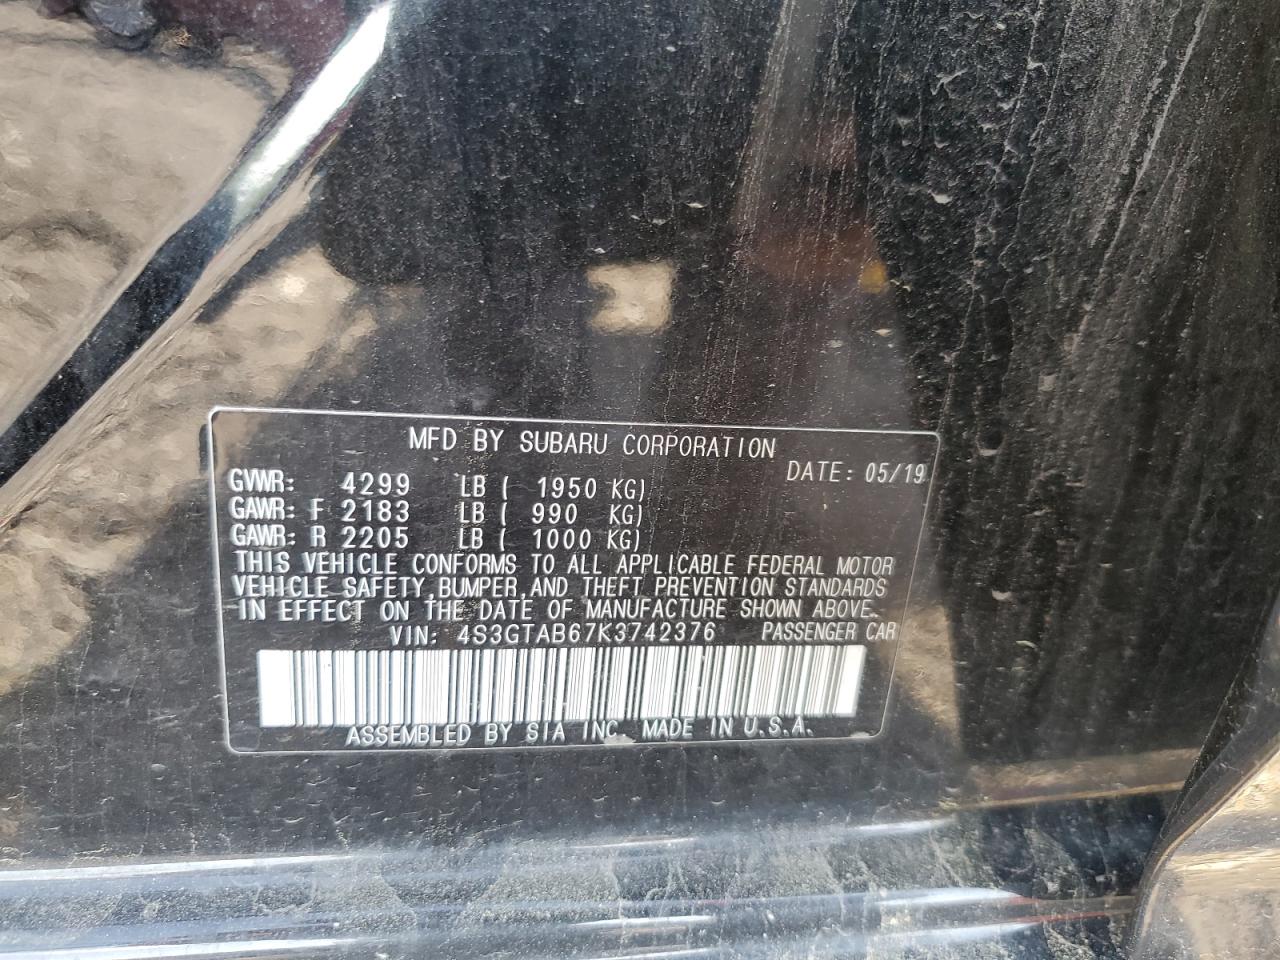 MFD BY SUBARU CORPORATION
DATE: 05/19
GVWR: 4299 LB ( 1950 KG)
GAWR: F 2183 LB ( 990 KG)
GAWR: R 2205 LB ( 1000 KG)
THIS VEHICLE CONFORMS TO ALL APPLICABLE FEDERAL MOTOR
VEHICLE SAFETY, BUMPER, AND THEFT PREVENTION STANDARDS
IN EFFECT ON THE DATE OF MANUFACTURE SHOWN ABOVE.
VIN: 4S3GTAB67K3742376 PASSENGER CAR
ASSEMBLED BY SIA INC. MADE IN U.S.A.